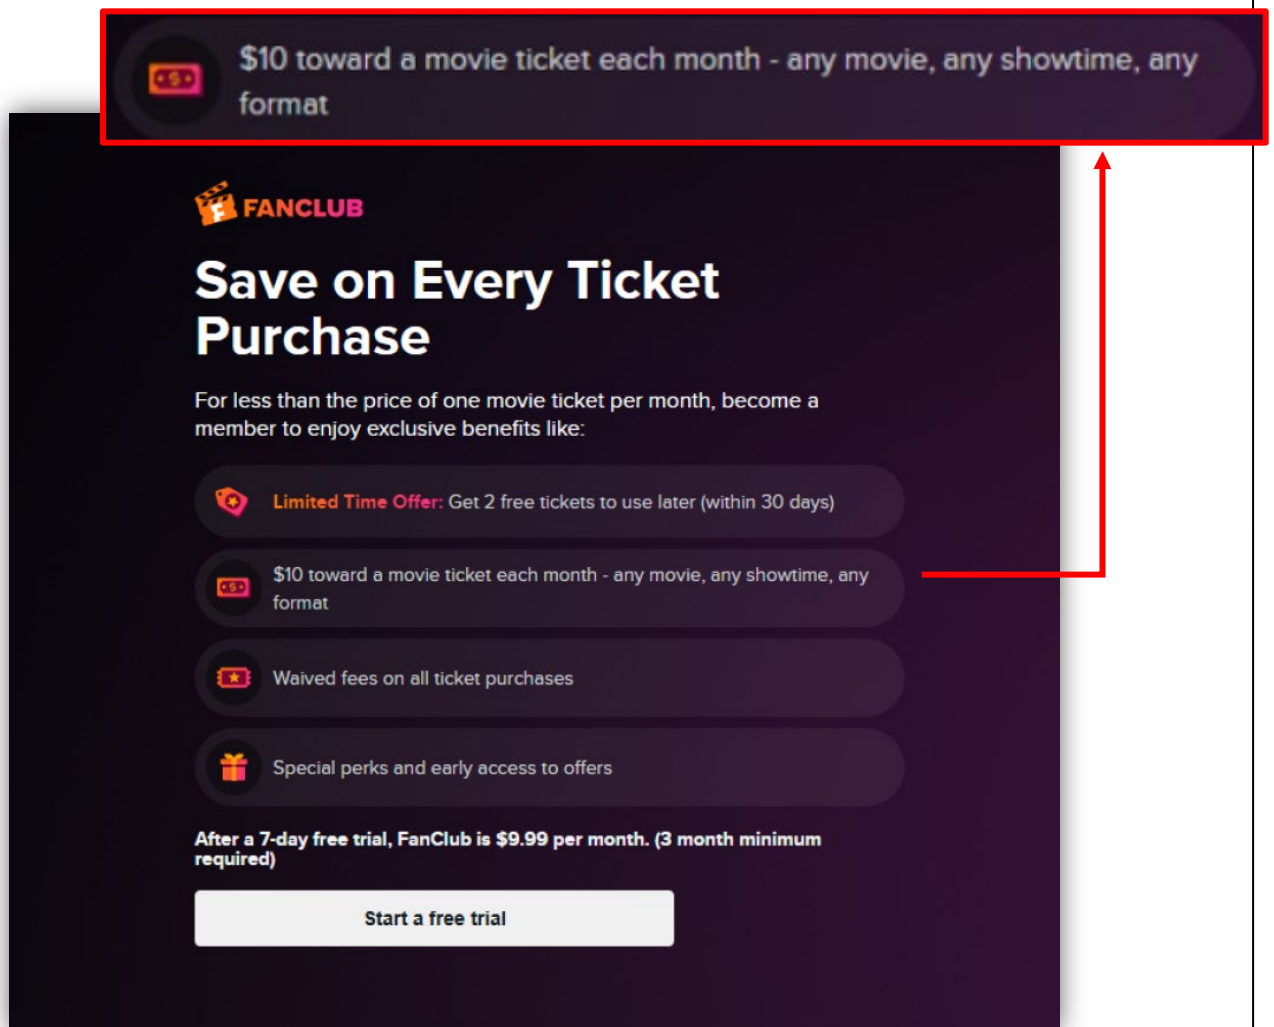 $10 toward a movie ticket each month - any movie, any showtime, any
format
FANCLUB
Save on Every Ticket
Purchase
For less than the price of one movie ticket per month, become a
member to enjoy exclusive benefits like:
Limited Time Offer: Get 2 free tickets to use later (within 30 days)
$10 toward a movie ticket each month - any movie, any showtime, any
format
Waived fees on all ticket purchases
Special perks and early access to offers
After a 7-day free trial, FanClub is $9.99 per month. (3 month minimum
required)
Start a free trial